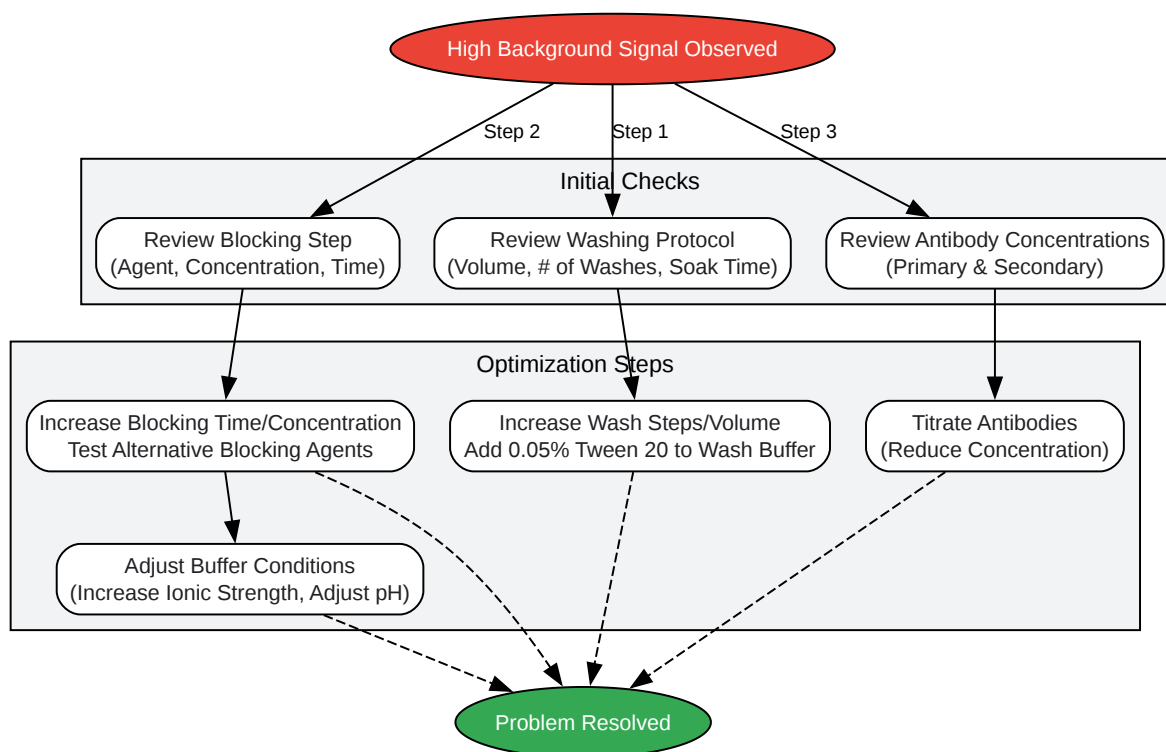 High Background Signal Observed
Step 2
Step 1
Step 3
Initial Checks
Review Blocking Step
(Agent, Concentration, Time)
Review Washing Protocol
(Volume, # of Washes, Soak Time)
Review Antibody Concentrations
(Primary & Secondary)
Optimization Steps
Increase Blocking Time/Concentration
Test Alternative Blocking Agents
Increase Wash Steps/Volume
Add 0.05% Tween 20 to Wash Buffer
Titrate Antibodies
(Reduce Concentration)
Adjust Buffer Conditions
(Increase Ionic Strength, Adjust pH)
Problem Resolved